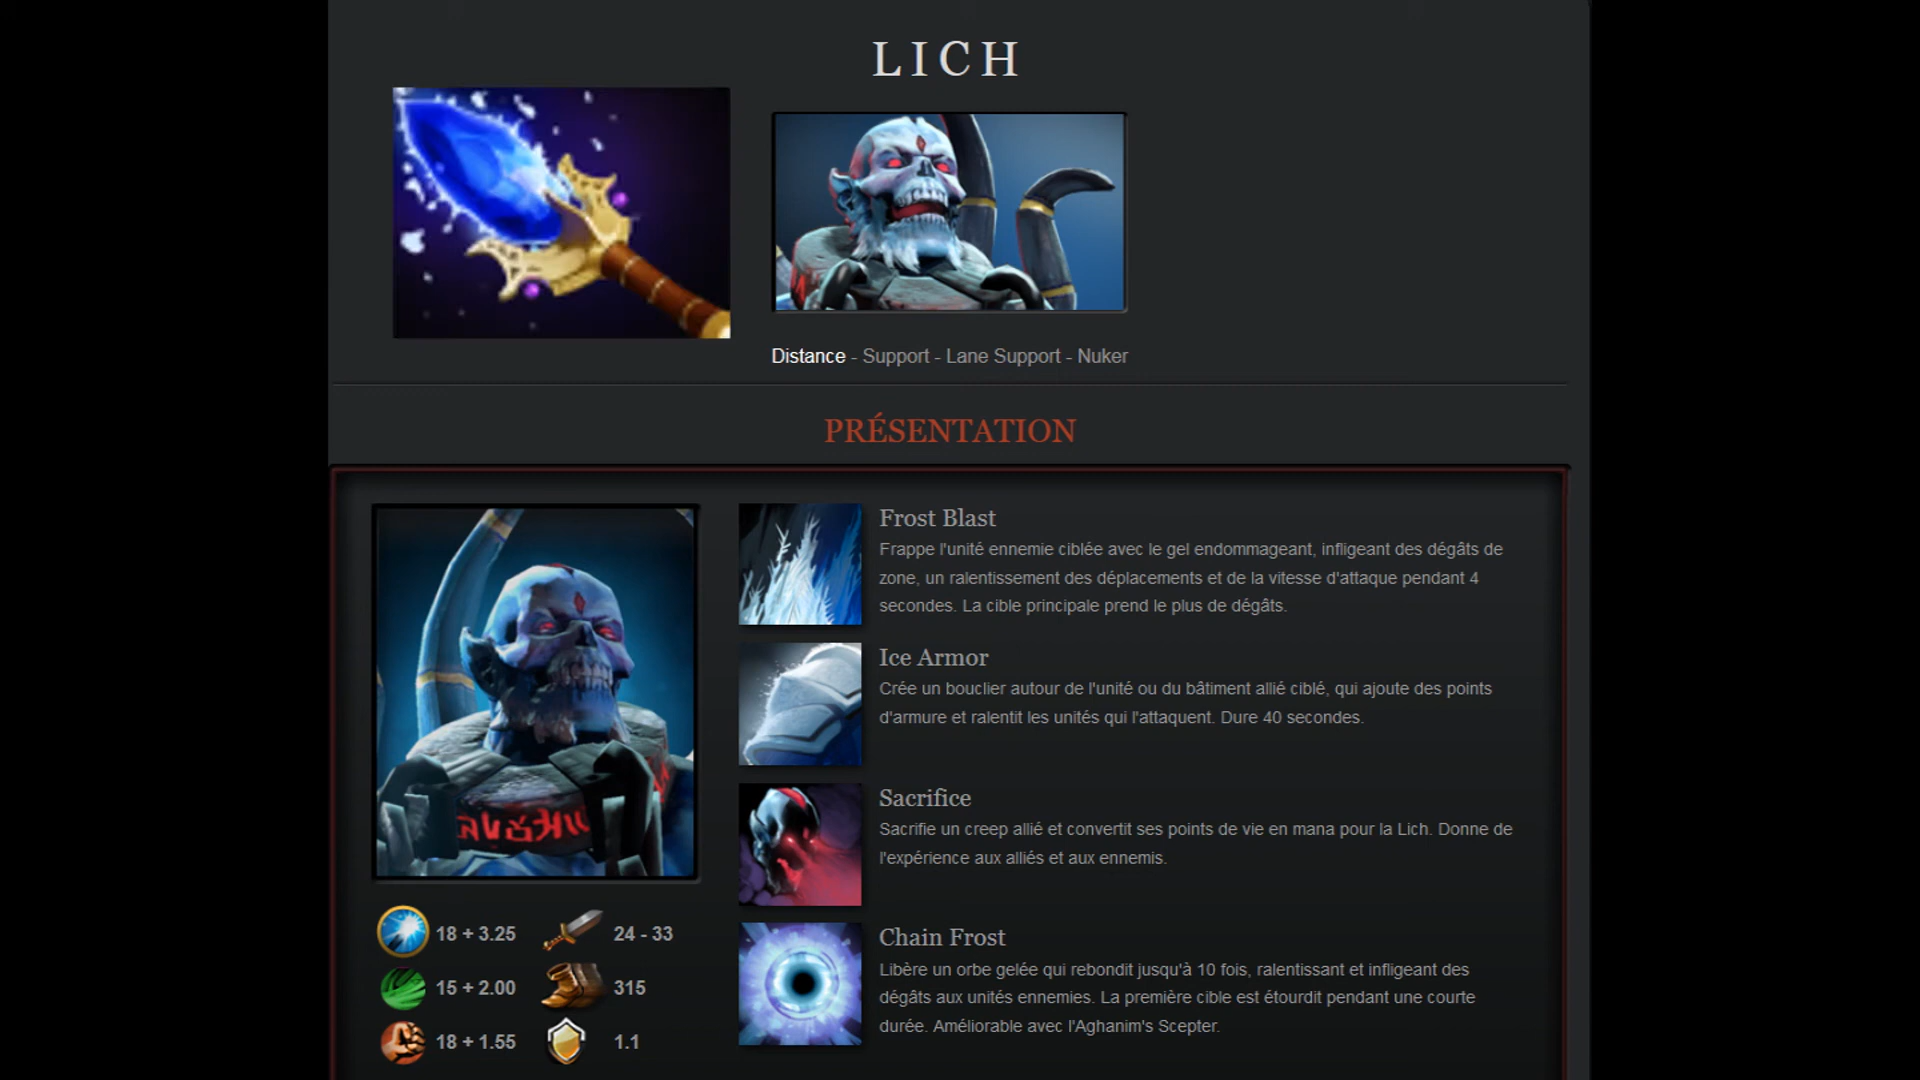 LICH
Distance - Support - Lane Support - Nuker
PRÉSENTATION
Frost Blast
Frappe l'unité ennemie ciblée avec le gel endommageant, infligeant des dégâts de
zone, un ralentissement des déplacements et de la vitesse d'attaque pendant 4
secondes. La cible principale prend le plus de dégâts.
Ice Armor
Crée un bouclier autour de l'unité ou du bâtiment allié ciblé, qui ajoute des points
d'armure et ralentit les unités qui l'attaquent. Dure 40 secondes.
Sacrifice
Sacrifie un creep allié et convertit ses points de vie en mana pour la Lich. Donne de
l'expérience aux alliés et aux ennemis.
Chain Frost
Libère un orbe gelée qui rebondit jusqu'à 10 fois, ralentissant et infligeant des
dégâts aux unités ennemies. La première cible est étourdit pendant une courte
durée. Améliorable avec l'Aghanim's Scepter.
18 + 3.25 24 - 33
15 + 2.00 315
18 + 1.55 1.1